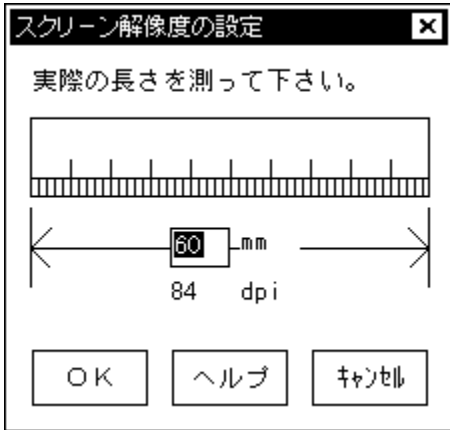 スクリーン解像度の設定
実際の長さを測って下さい。
60 mm
84 dpi
ＯＫ ヘルプ ｷｬﾝｾﾙ